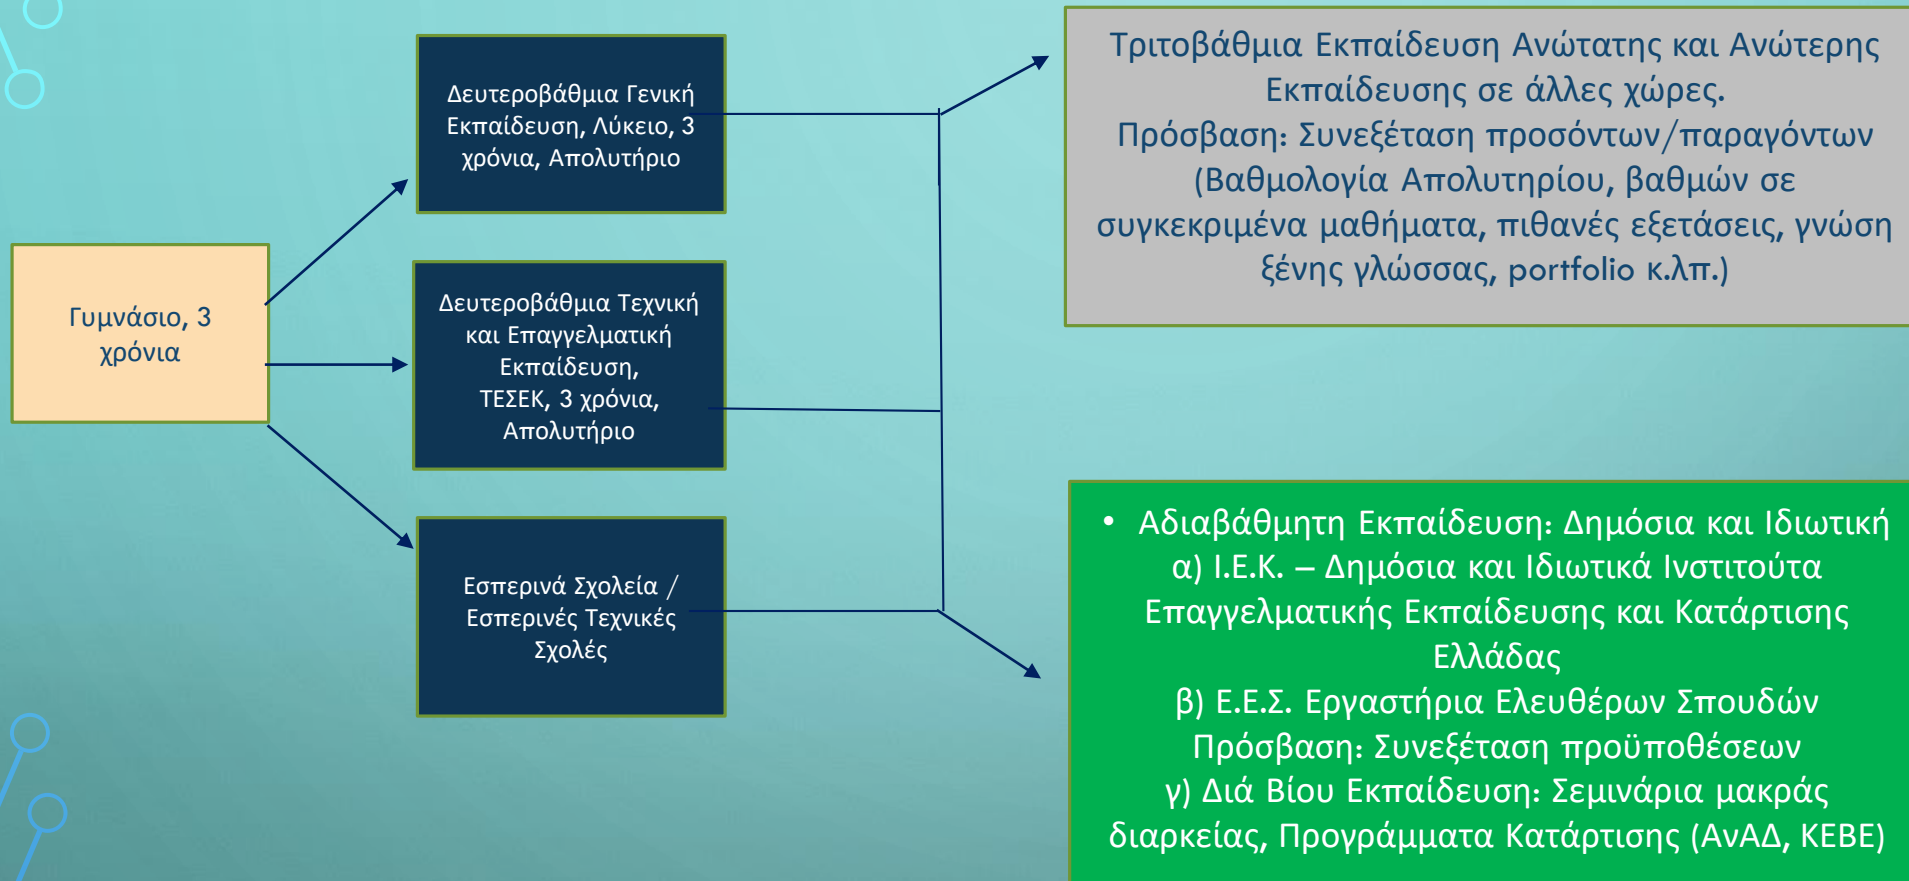 Γυμνάσιο, 3
χρόνια
Δευτεροβάθμια Γενική
Εκπαίδευση, Λύκειο, 3
χρόνια, Απολυτήριο
Δευτεροβάθμια Τεχνική
και Επαγγελματική
Εκπαίδευση,
ΤΕΣΕΚ, 3 χρόνια,
Απολυτήριο
Εσπερινά Σχολεία /
Εσπερινές Τεχνικές
Σχολές
Τριτοβάθμια Εκπαίδευση Ανώτατης και Ανώτερης
Εκπαίδευσης σε άλλες χώρες.
Πρόσβαση: Συνεξέταση προσόντων/παραγόντων
(Βαθμολογία Απολυτηρίου, βαθμών σε
συγκεκριμένα μαθήματα, πιθανές εξετάσεις, γνώση
ξένης γλώσσας, portfolio κ.λπ.)
• Αδιαβάθμητη Εκπαίδευση: Δημόσια και Ιδιωτική
α) Ι.Ε.Κ. – Δημόσια και Ιδιωτικά Ινστιτούτα
Επαγγελματικής Εκπαίδευσης και Κατάρτισης
Ελλάδας
β) Ε.Ε.Σ. Εργαστήρια Ελευθέρων Σπουδών
Πρόσβαση: Συνεξέταση προϋποθέσεων
γ) Διά Βίου Εκπαίδευση: Σεμινάρια μακράς
διαρκείας, Προγράμματα Κατάρτισης (ΑνΑΔ, ΚΕΒΕ)